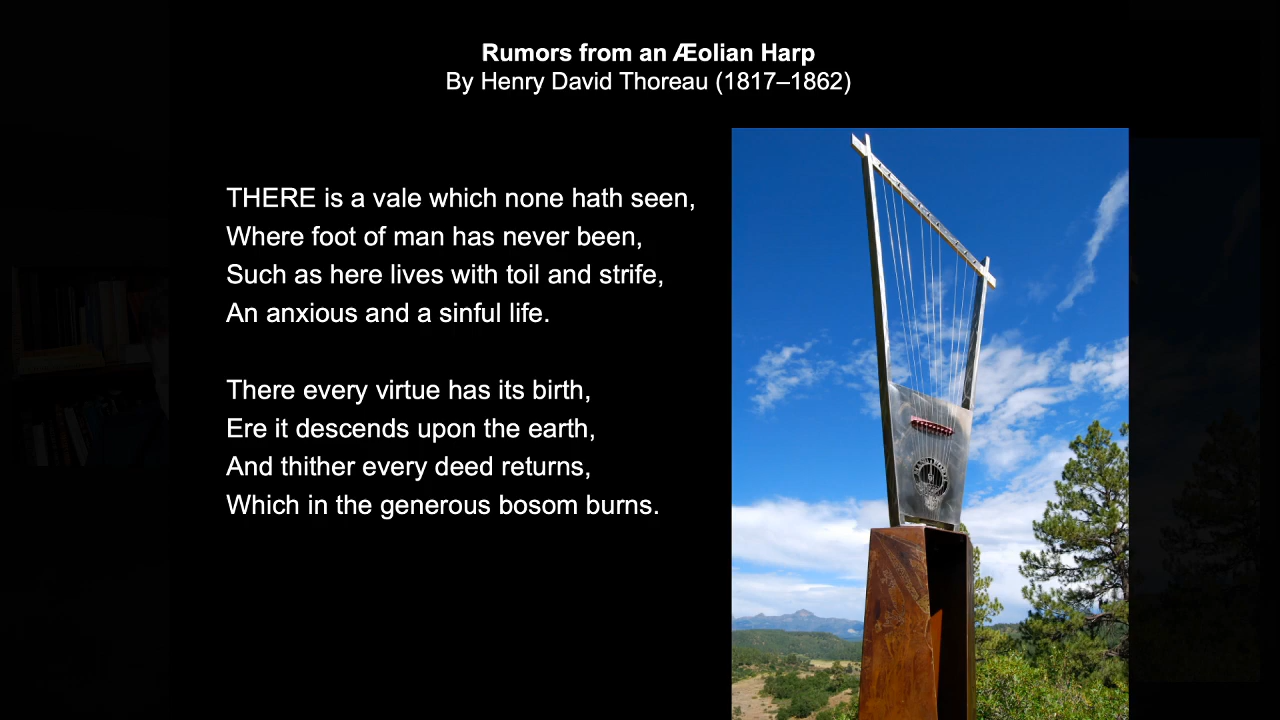 Rumors from an Æolian Harp
By Henry David Thoreau (1817–1862)
THERE is a vale which none hath seen,
Where foot of man has never been,
Such as here lives with toil and strife,
An anxious and a sinful life.
There every virtue has its birth,
Ere it descends upon the earth,
And thither every deed returns,
Which in the generous bosom burns.